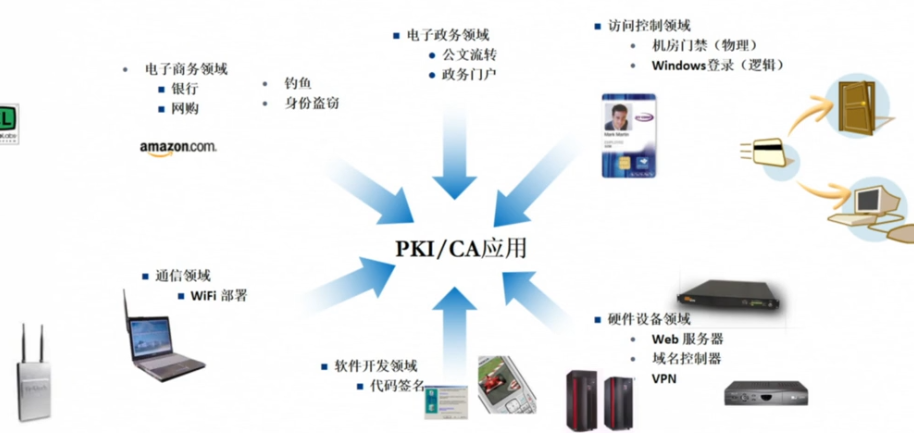 电子政务领域
公文流转
政务门户
访问控制领域
机房门禁（物理）
Windows登录（逻辑）
电子商务领域
银行
网购
钓鱼
身份盗窃
amazon.com.
Mark Martin
PKI/CA应用
通信领域
WiFi 部署
软件开发领域
代码签名
硬件设备领域
Web 服务器
域名控制器
VPN